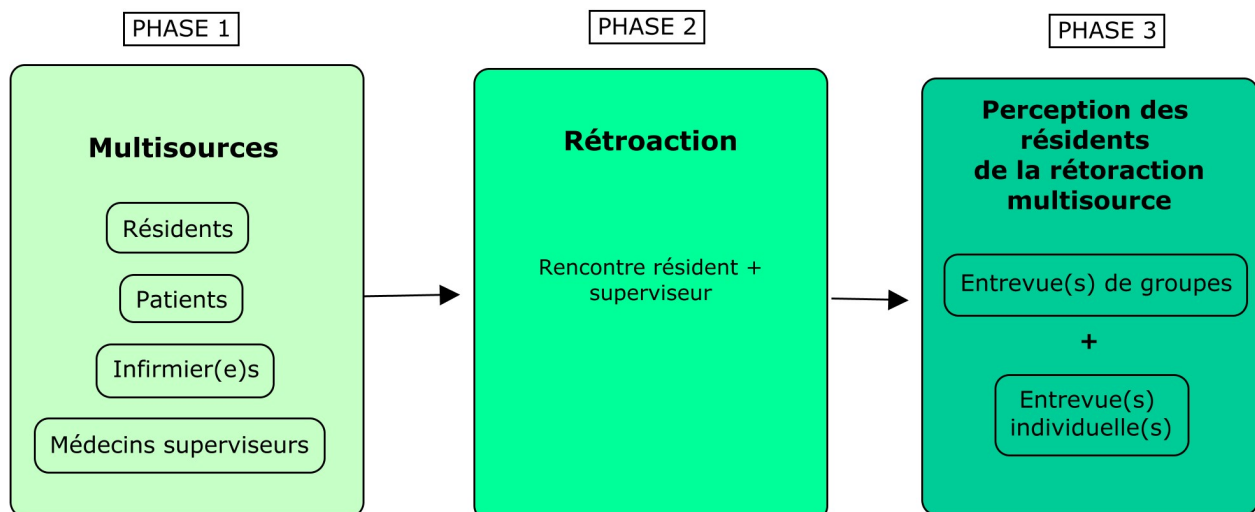 PHASE 1
Multisources
Résidents
Patients
Infirmier(e)s
Médecins superviseurs
PHASE 2
Rétroaction
Rencontre résident +
superviseur
PHASE 3
Perception des
résidents
de la rétoraction
multisource
Entrevue(s) de groupes
+
Entrevue(s)
individuelle(s)